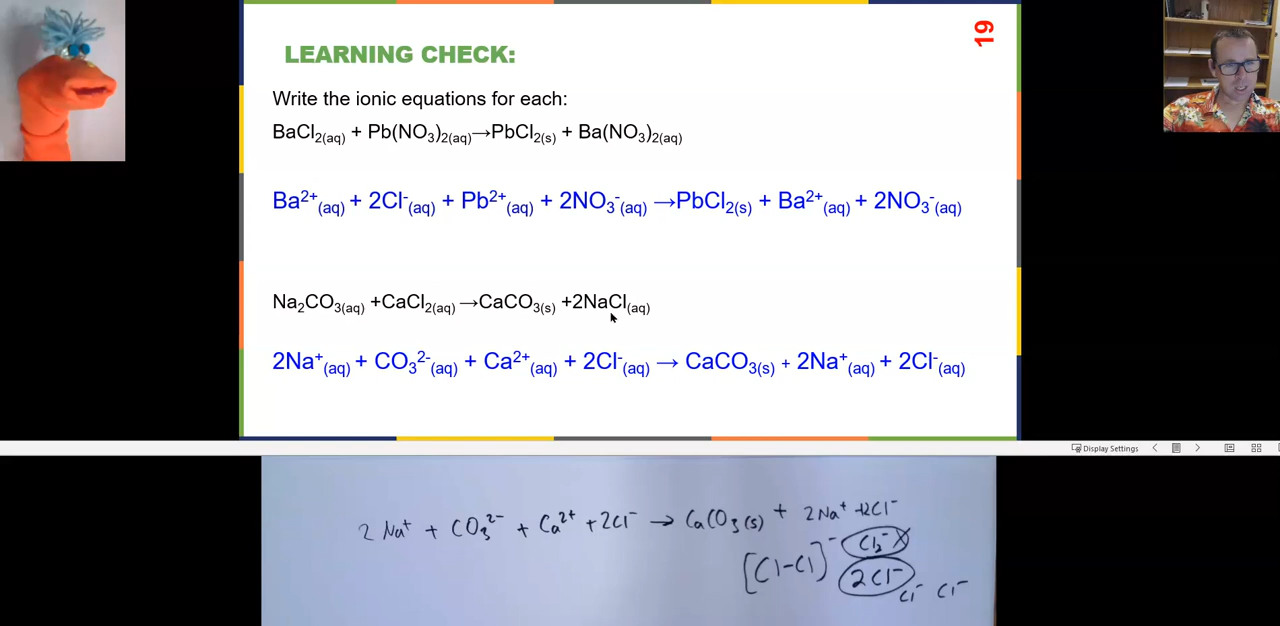 19
LEARNING CHECK:
Write the ionic equations for each:
BaCl₂(aq) + Pb(NO₃)₂(aq)→PbCl₂(s) + Ba(NO₃)₂(aq)
Ba²⁺(aq) + 2Cl⁻(aq) + Pb²⁺(aq) + 2NO₃⁻(aq) →PbCl₂(s) + Ba²⁺(aq) + 2NO₃⁻(aq)
Na₂CO₃(aq) +CaCl₂(aq) →CaCO₃(s) +2NaCl(aq)
2Na⁺(aq) + CO₃²⁻(aq) + Ca²⁺(aq) + 2Cl⁻(aq) → CaCO₃(s) + 2Na⁺(aq) + 2Cl⁻(aq)
Display Settings
2 Na⁺ + CO₃²⁻ + Ca²⁺ + 2Cl⁻ → CaCO₃(s) + 2Na⁺ + 2Cl⁻
[Cl-Cl]⁻ Cl₂⁻ X
2Cl⁻ Cl⁻ Cl⁻